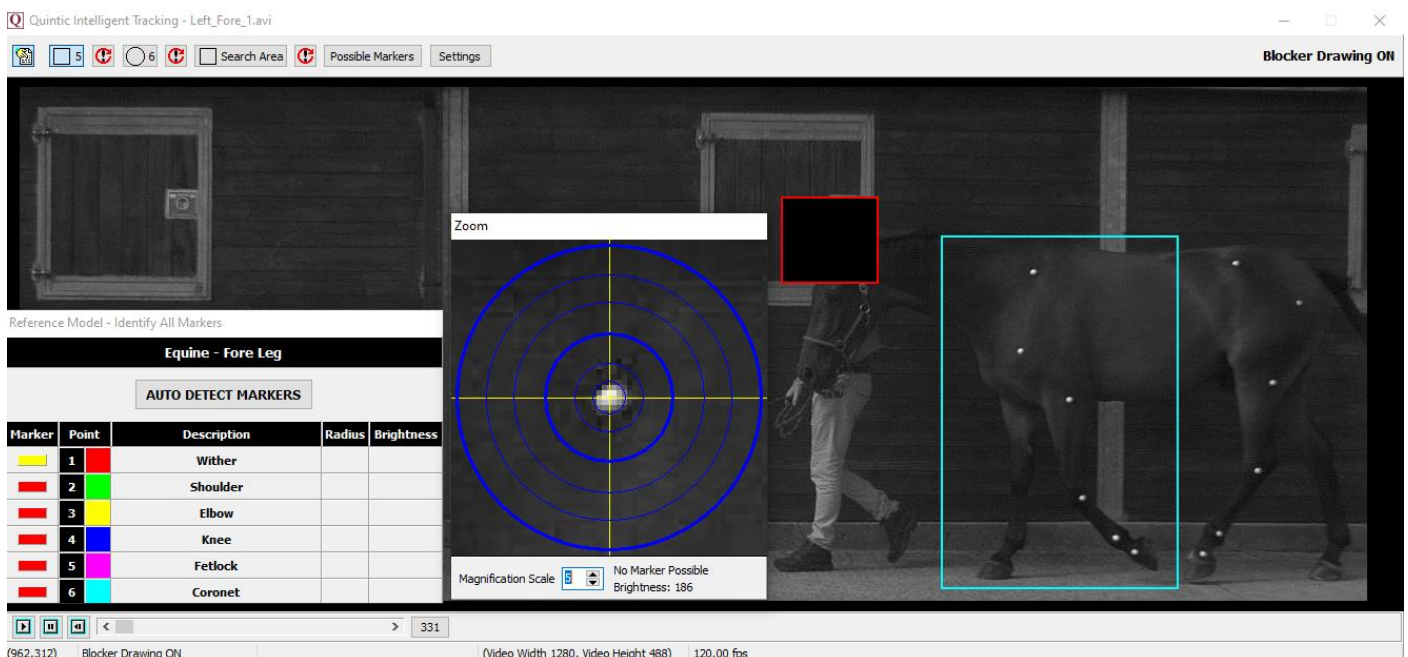 Quintic Intelligent Tracking - Left_Fore_1.avi
5 6 Search Area Possible Markers Settings Blocker Drawing ON
Zoom
Reference Model - Identify All Markers
Equine - Fore Leg
AUTO DETECT MARKERS
Marker Point Description Radius Brightness
1 Wither
2 Shoulder
3 Elbow
4 Knee
5 Fetlock
6 Coronet
Magnification Scale 5 No Marker Possible
Brightness: 186
331
(962,312) Blocker Drawing ON (Video Width 1280, Video Height 488) 120.00 fps